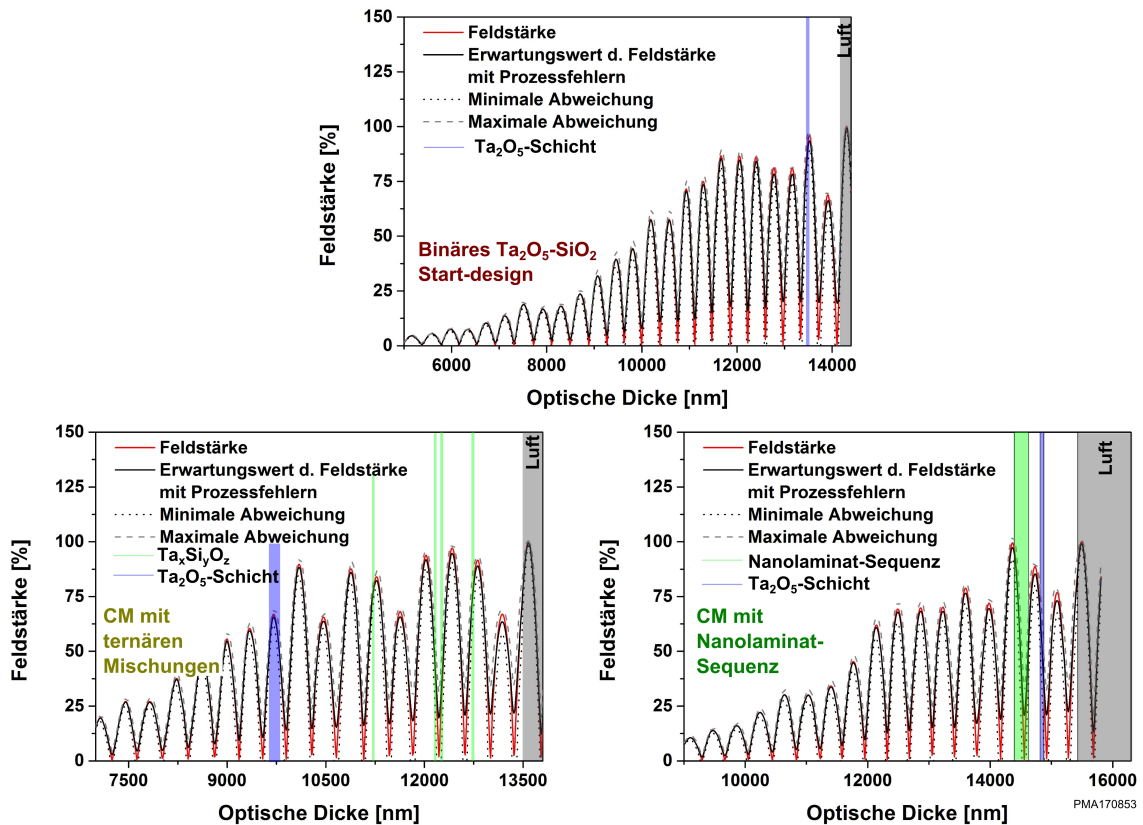 150
125
100
75
50
25
0
Feldstärke [%]
Feldstärke
Erwartungswert d. Feldstärke
mit Prozessfehlern
Minimale Abweichung
Maximale Abweichung
Ta₂O₅-Schicht
Luft
Binäres Ta₂O₅-SiO₂
Start-design
6000 8000 10000 12000 14000
Optische Dicke [nm]
150
125
100
75
50
25
0
Feldstärke [%]
Feldstärke
Erwartungswert d. Feldstärke
mit Prozessfehlern
Minimale Abweichung
Maximale Abweichung
TaₓSiᵧO_z
Ta₂O₅-Schicht
Luft
CM mit
ternären
Mischungen
7500 9000 10500 12000 13500
Optische Dicke [nm]
150
125
100
75
50
25
0
Feldstärke [%]
Feldstärke
Erwartungswert d. Feldstärke
mit Prozessfehlern
Minimale Abweichung
Maximale Abweichung
Nanolaminat-Sequenz
Ta₂O₅-Schicht
Luft
CM mit
Nanolaminat-
Sequenz
10000 12000 14000 16000
Optische Dicke [nm]
PMA170853